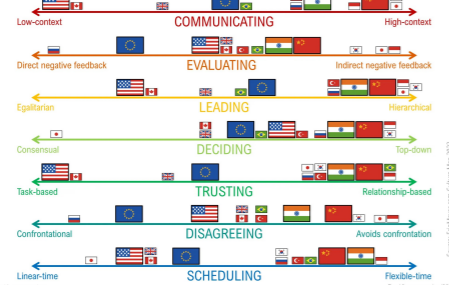 COMMUNICATING
Low-context High-context
Direct negative feedback EVALUATING Indirect negative feedback
Egalitarian LEADING Hierarchical
Consensual DECIDING Top-down
Task-based TRUSTING Relationship-based
Confrontational DISAGREEING Avoids confrontation
Linear-time SCHEDULING Flexible-time